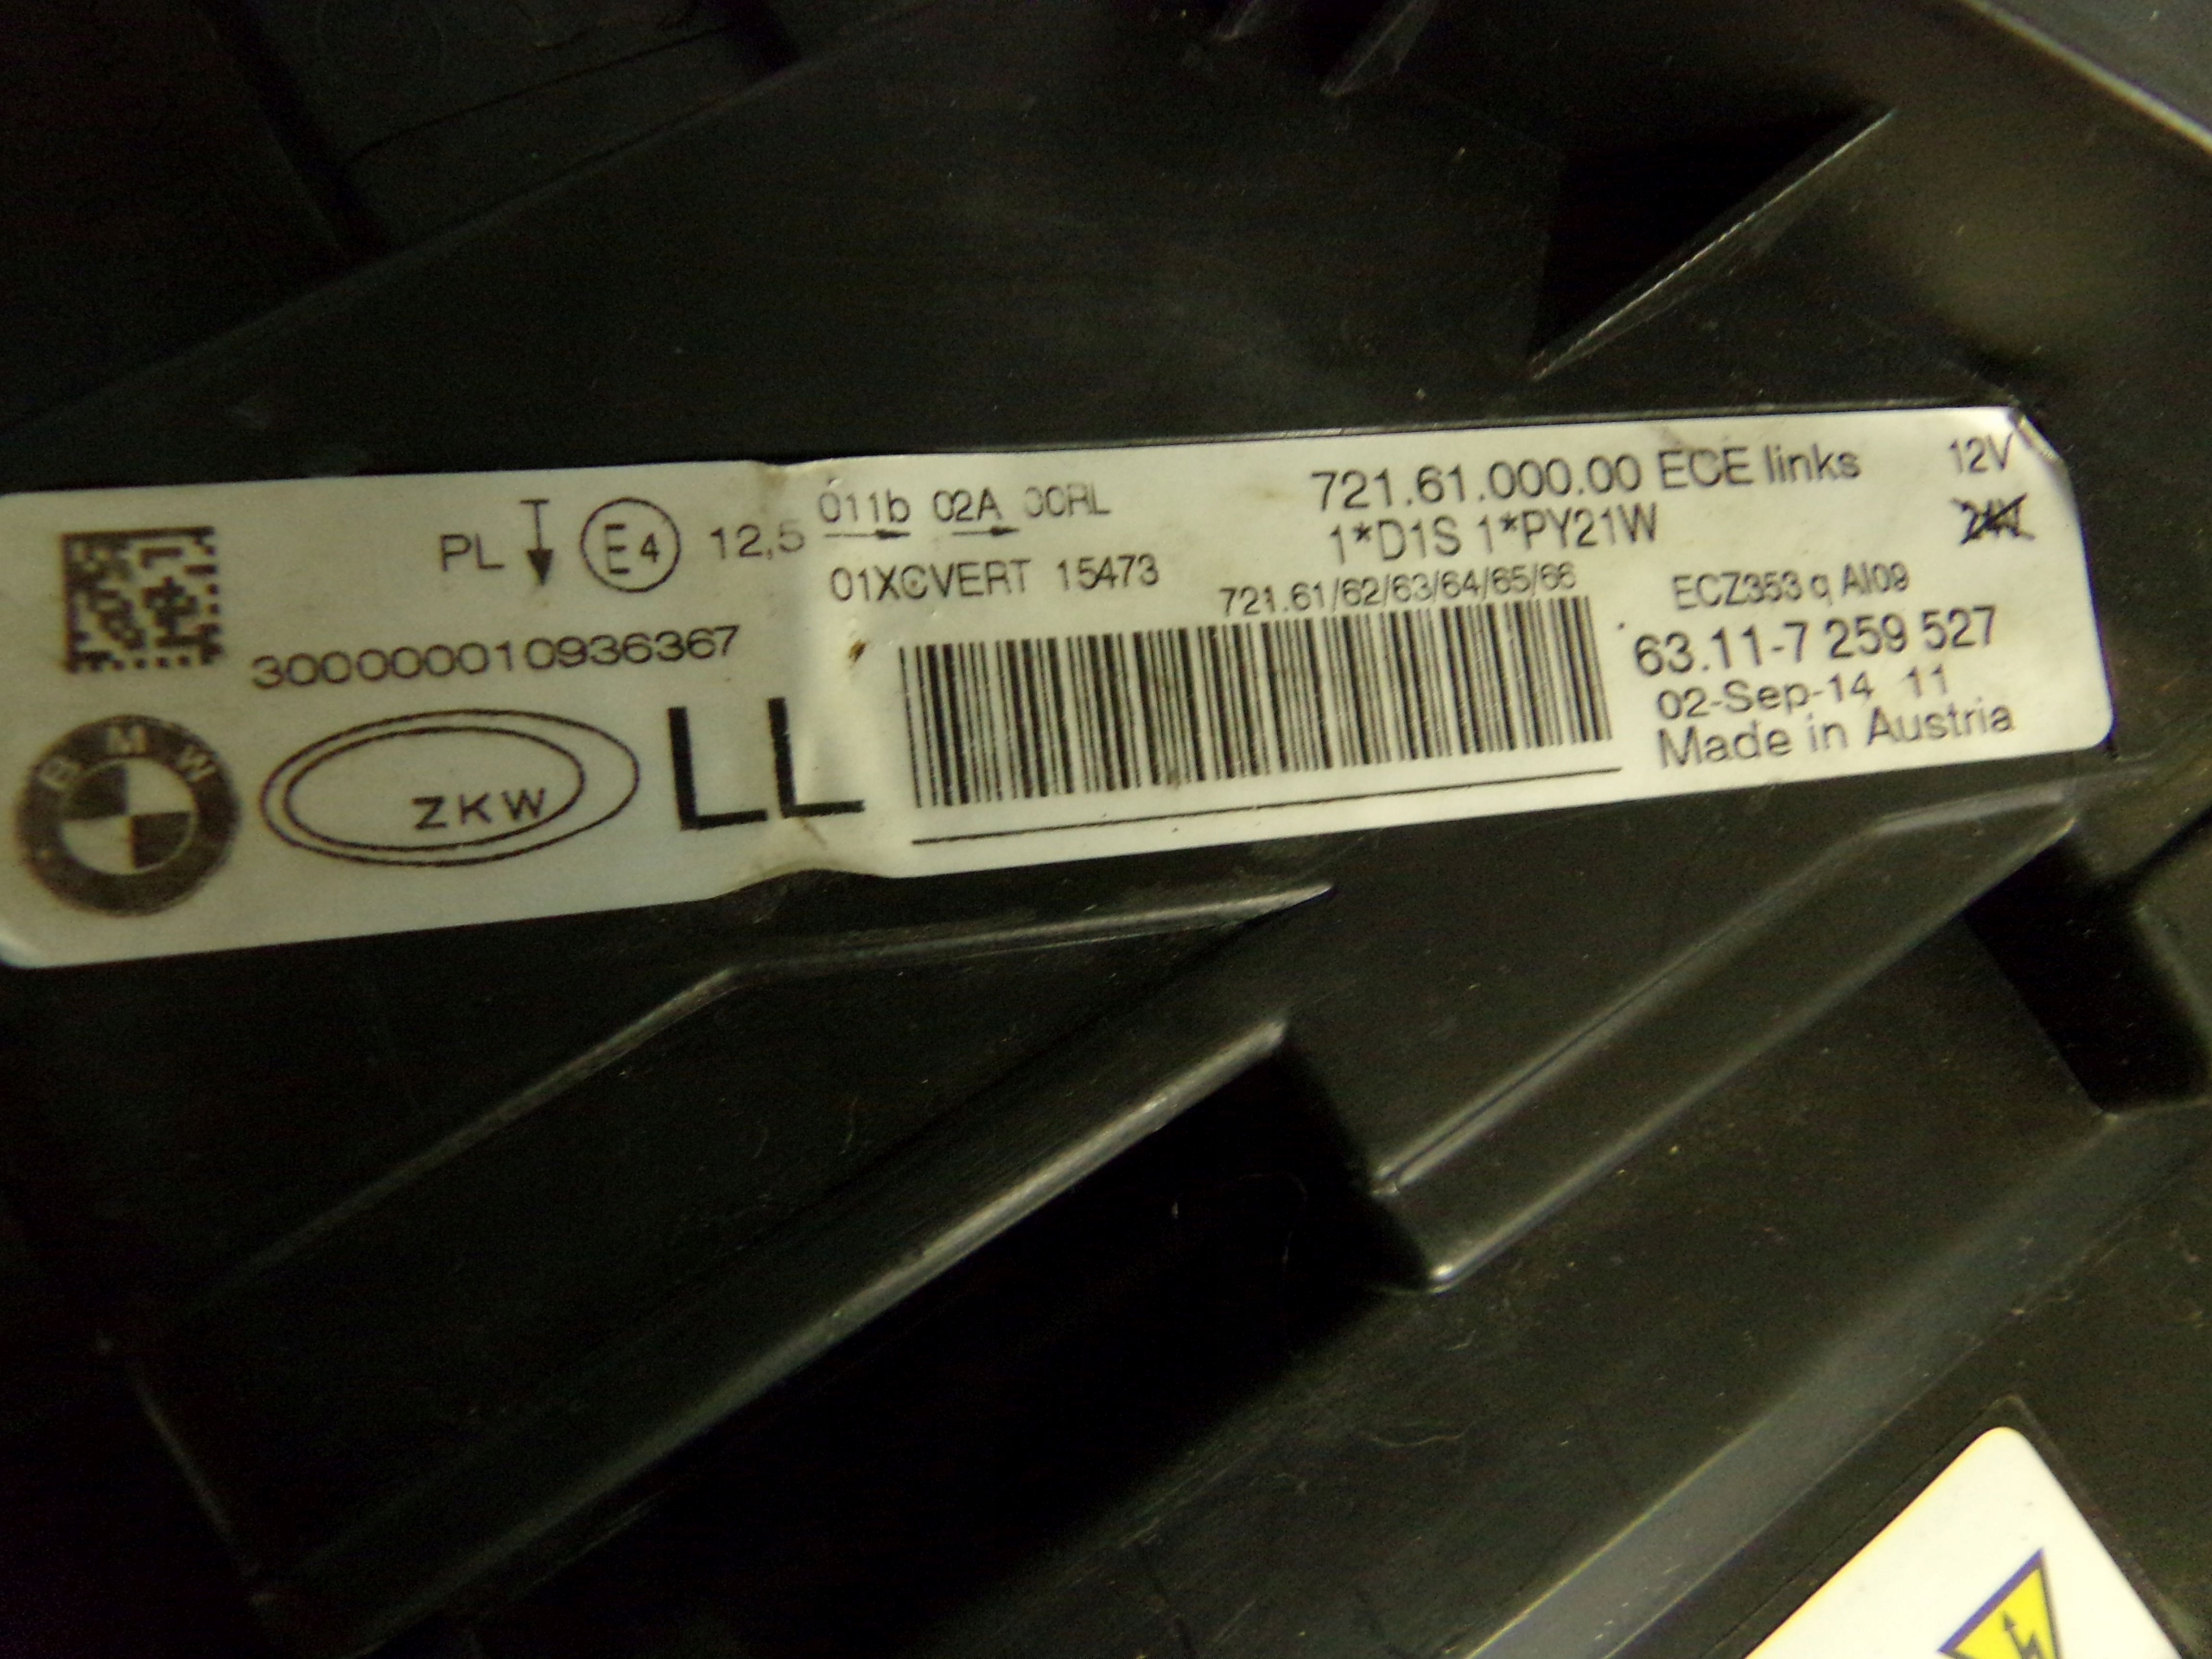 PL E4 12,5 011b 02A 00RL
01XCVERT 15473
300000010936367
BMW
ZKW
LL
721.61.000.00 ECE links 12V
1*D1S 1*PY21W 24V
721.61/62/63/64/65/66
ECZ353 q AI09
63.11-7 259 527
02-Sep-14 11
Made in Austria